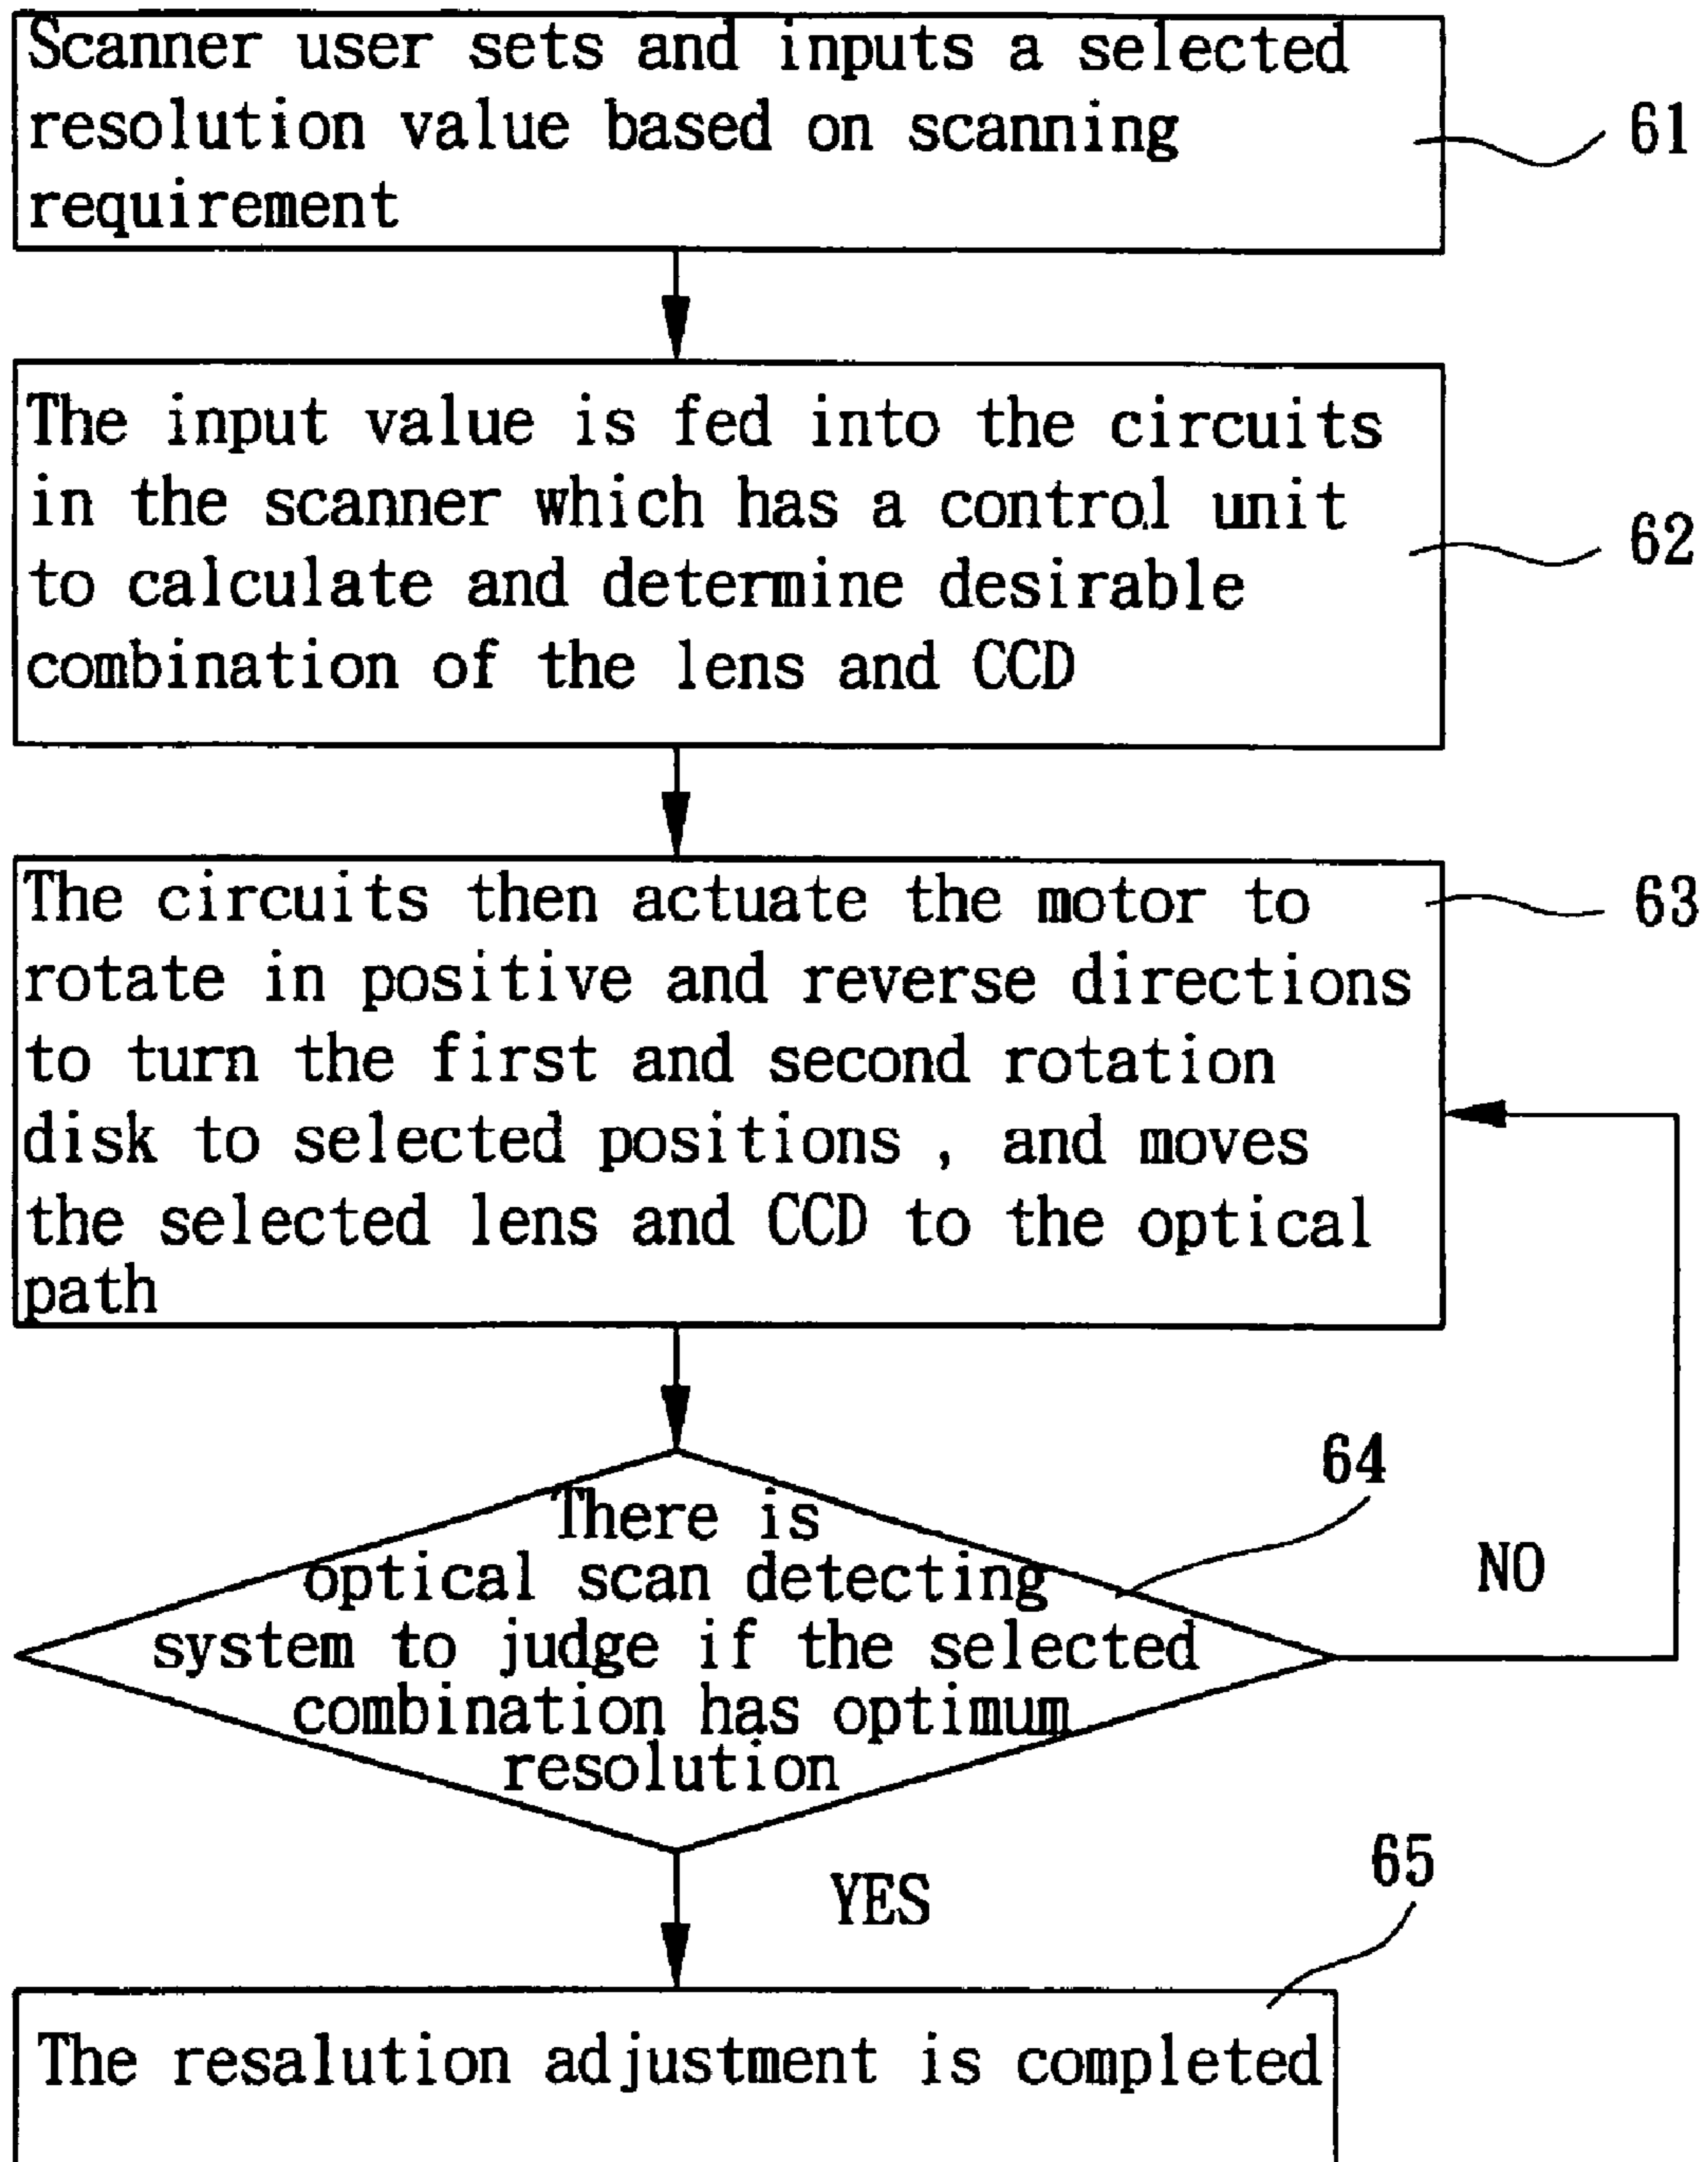 Scanner user sets and inputs a selected
resolution value based on scanning
requirement
61
The input value is fed into the circuits
in the scanner which has a control unit
to calculate and determine desirable
combination of the lens and CCD
62
The circuits then actuate the motor to
rotate in positive and reverse directions
to turn the first and second rotation
disk to selected positions , and moves
the selected lens and CCD to the optical
path
63
There is
optical scan detecting
system to judge if the selected
combination has optimum
resolution
64
NO
YES
65
The resalution adjustment is completed